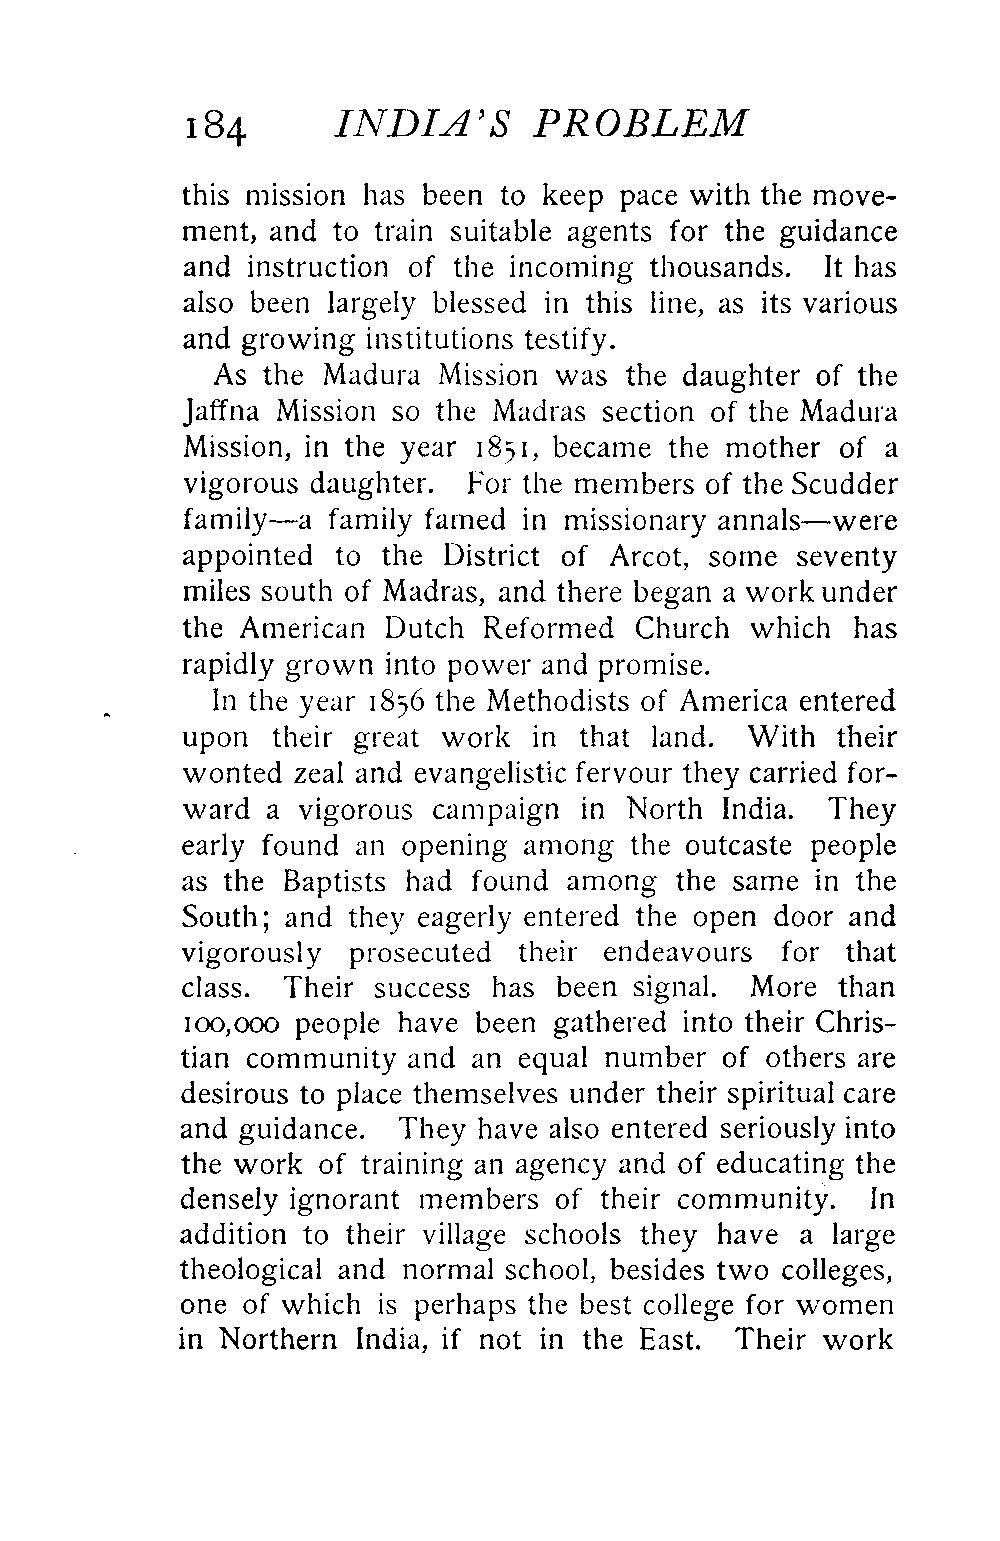 184 INDIA'S PROBLEM
this mission has been to keep pace with the move-
ment, and to train suitable agents for the guidance
and instruction of the incoming thousands. It has
also been largely blessed in this line, as its various
and growing institutions testify.
As the Madura Mission was the daughter of the
Jaffna Mission so the Madras section of the Madura
Mission, in the year 1851, became the mother of a
vigorous daughter. For the members of the Scudder
family—a family famed in missionary annals—were
appointed to the District of Arcot, some seventy
miles south of Madras, and there began a work under
the American Dutch Reformed Church which has
rapidly grown into power and promise.
In the year 1856 the Methodists of America entered
upon their great work in that land. With their
wonted zeal and evangelistic fervour they carried for-
ward a vigorous campaign in North India. They
early found an opening among the outcaste people
as the Baptists had found among the same in the
South; and they eagerly entered the open door and
vigorously prosecuted their endeavours for that
class. Their success has been signal. More than
100,000 people have been gathered into their Chris-
tian community and an equal number of others are
desirous to place themselves under their spiritual care
and guidance. They have also entered seriously into
the work of training an agency and of educating the
densely ignorant members of their community. In
addition to their village schools they have a large
theological and normal school, besides two colleges,
one of which is perhaps the best college for women
in Northern India, if not in the East. Their work